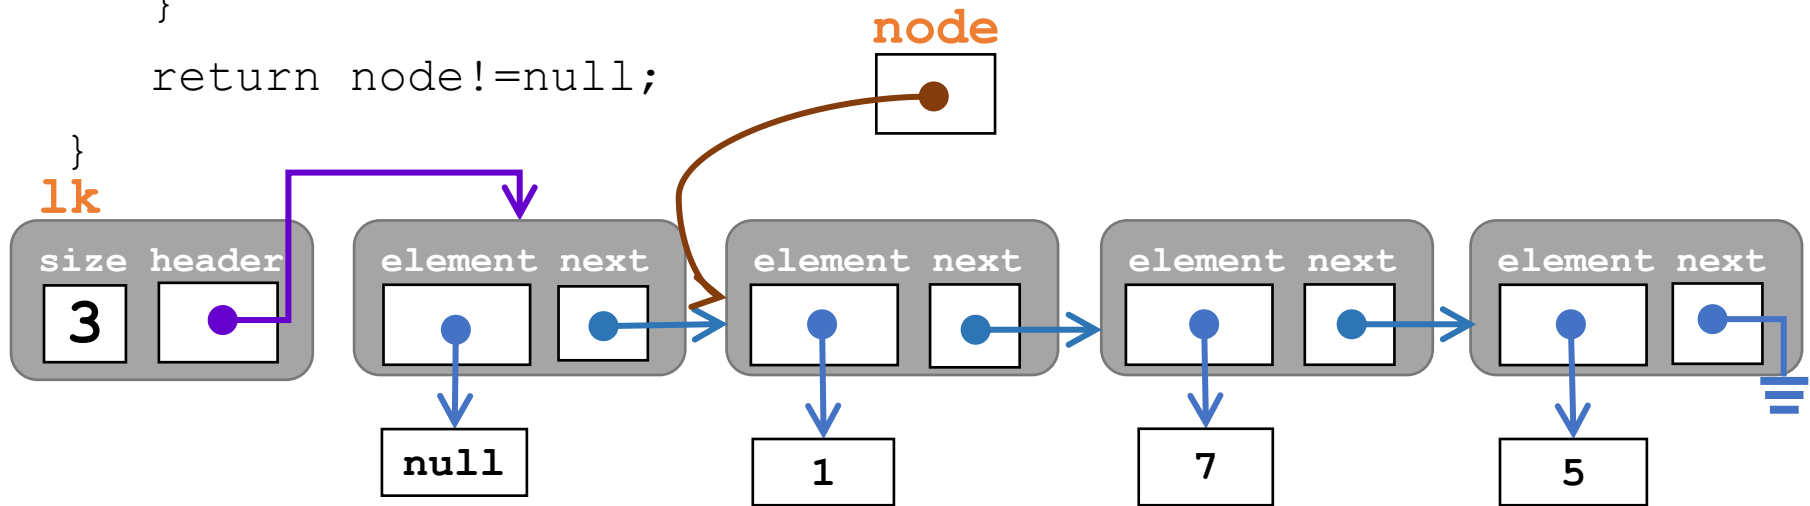 }
node
return node!=null;
}
lk
size header element next element next element next element next
3
null 1 7 5